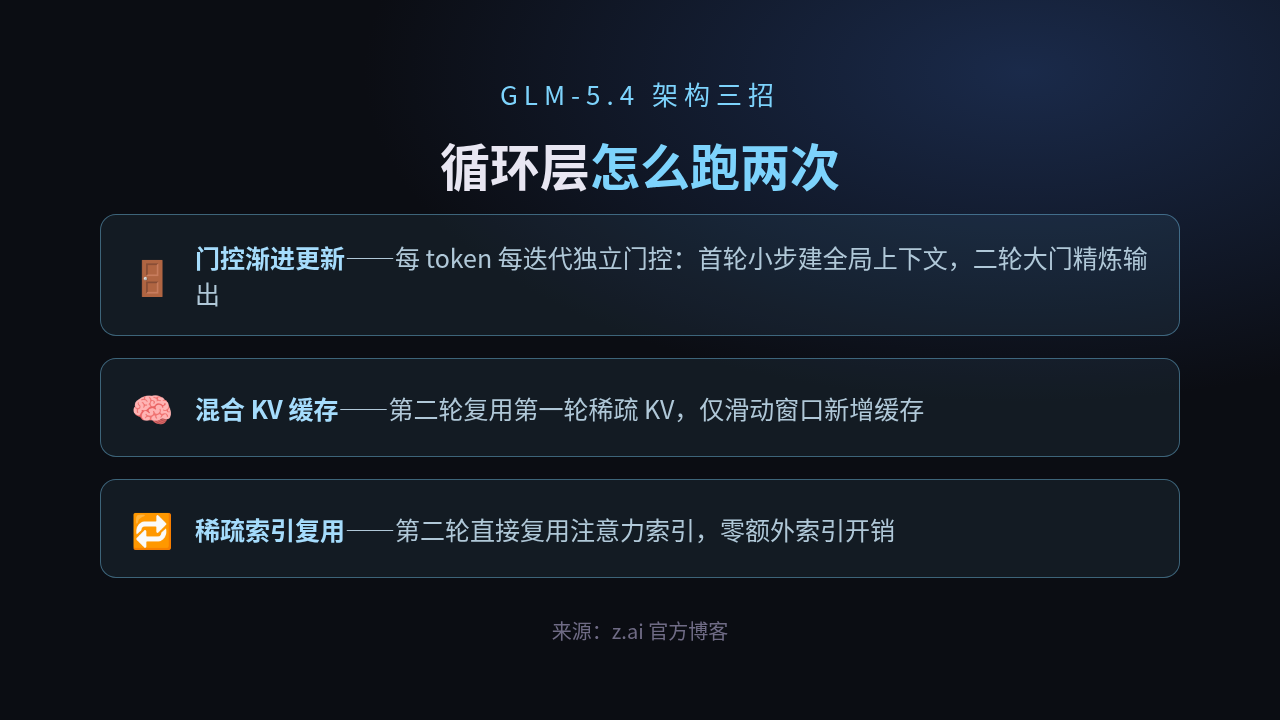 GLM-5.4 架构三招
循环层怎么跑两次
门控渐进更新——每 token 每迭代独立门控：首轮小步建全局上下文，二轮大门精炼输
出
混合 KV 缓存——第二轮复用第一轮稀疏 KV，仅滑动窗口新增缓存
稀疏索引复用——第二轮直接复用注意力索引，零额外索引开销
来源：z.ai 官方博客